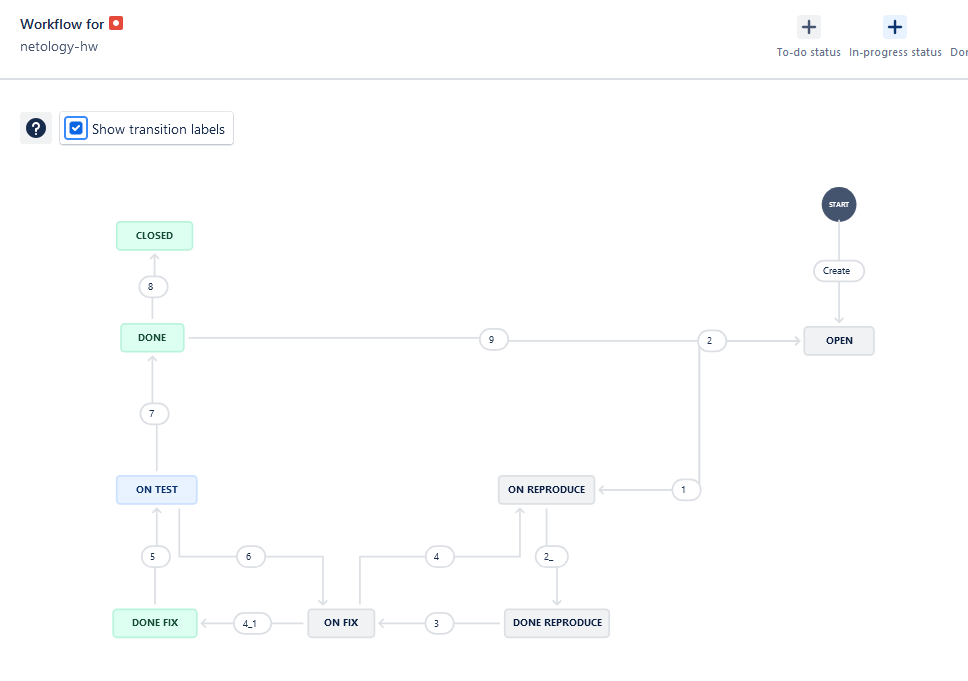 Workflow for
netology-hw
To-do status In-progress status
Show transition labels
START
CLOSED
Create
8
DONE
9
2
OPEN
7
ON TEST
ON REPRODUCE
1
5
6
4
2_
DONE FIX
4_1
ON FIX
3
DONE REPRODUCE